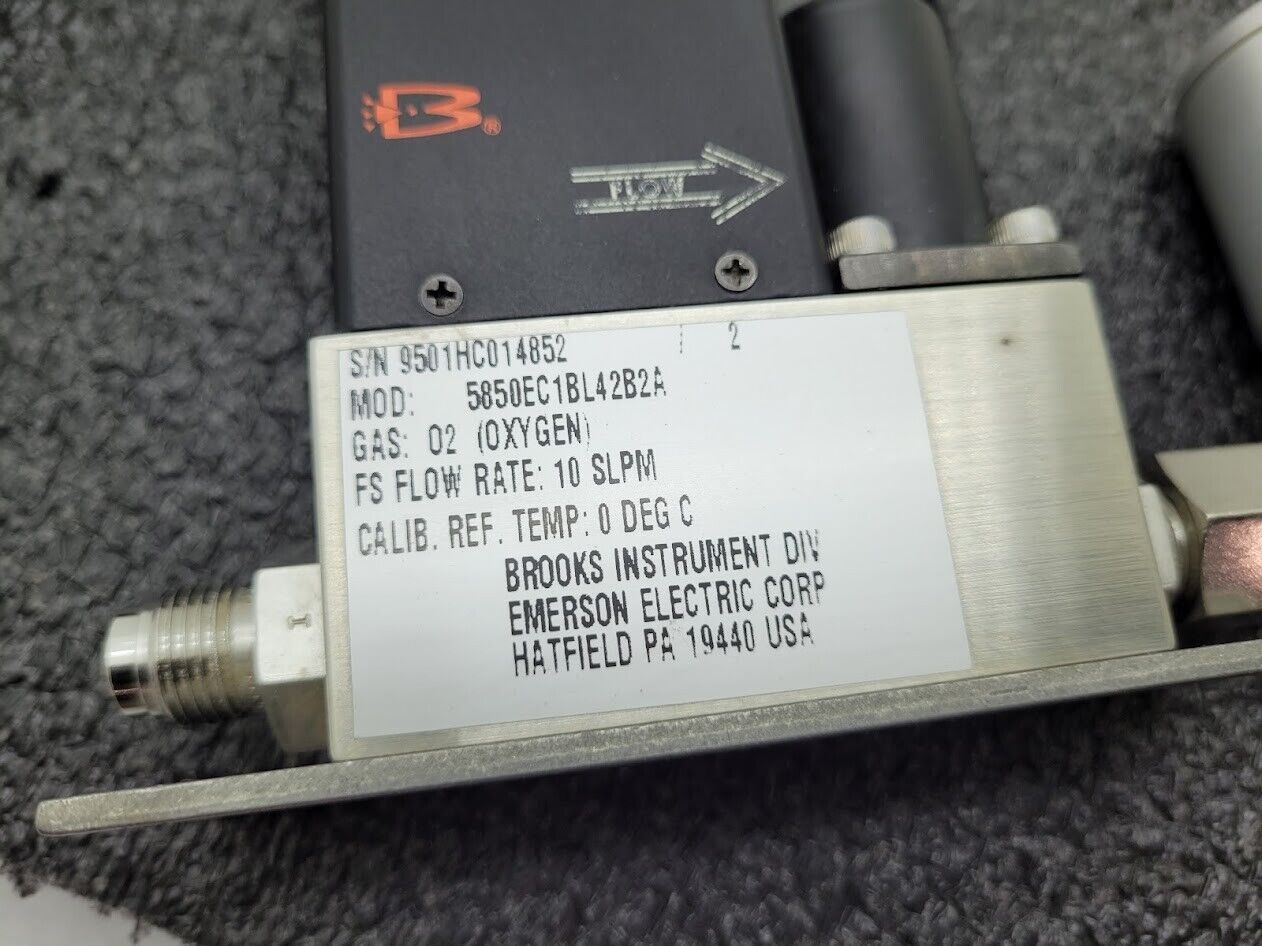 B®
FLOW
S/N 9501HC014852 / 2
MOD: 5850EC1BL42B2A
GAS: O2 (OXYGEN)
FS FLOW RATE: 10 SLPM
CALIB. REF. TEMP: 0 DEG C
BROOKS INSTRUMENT DIV
EMERSON ELECTRIC CORP
HATFIELD PA 19440 USA
I